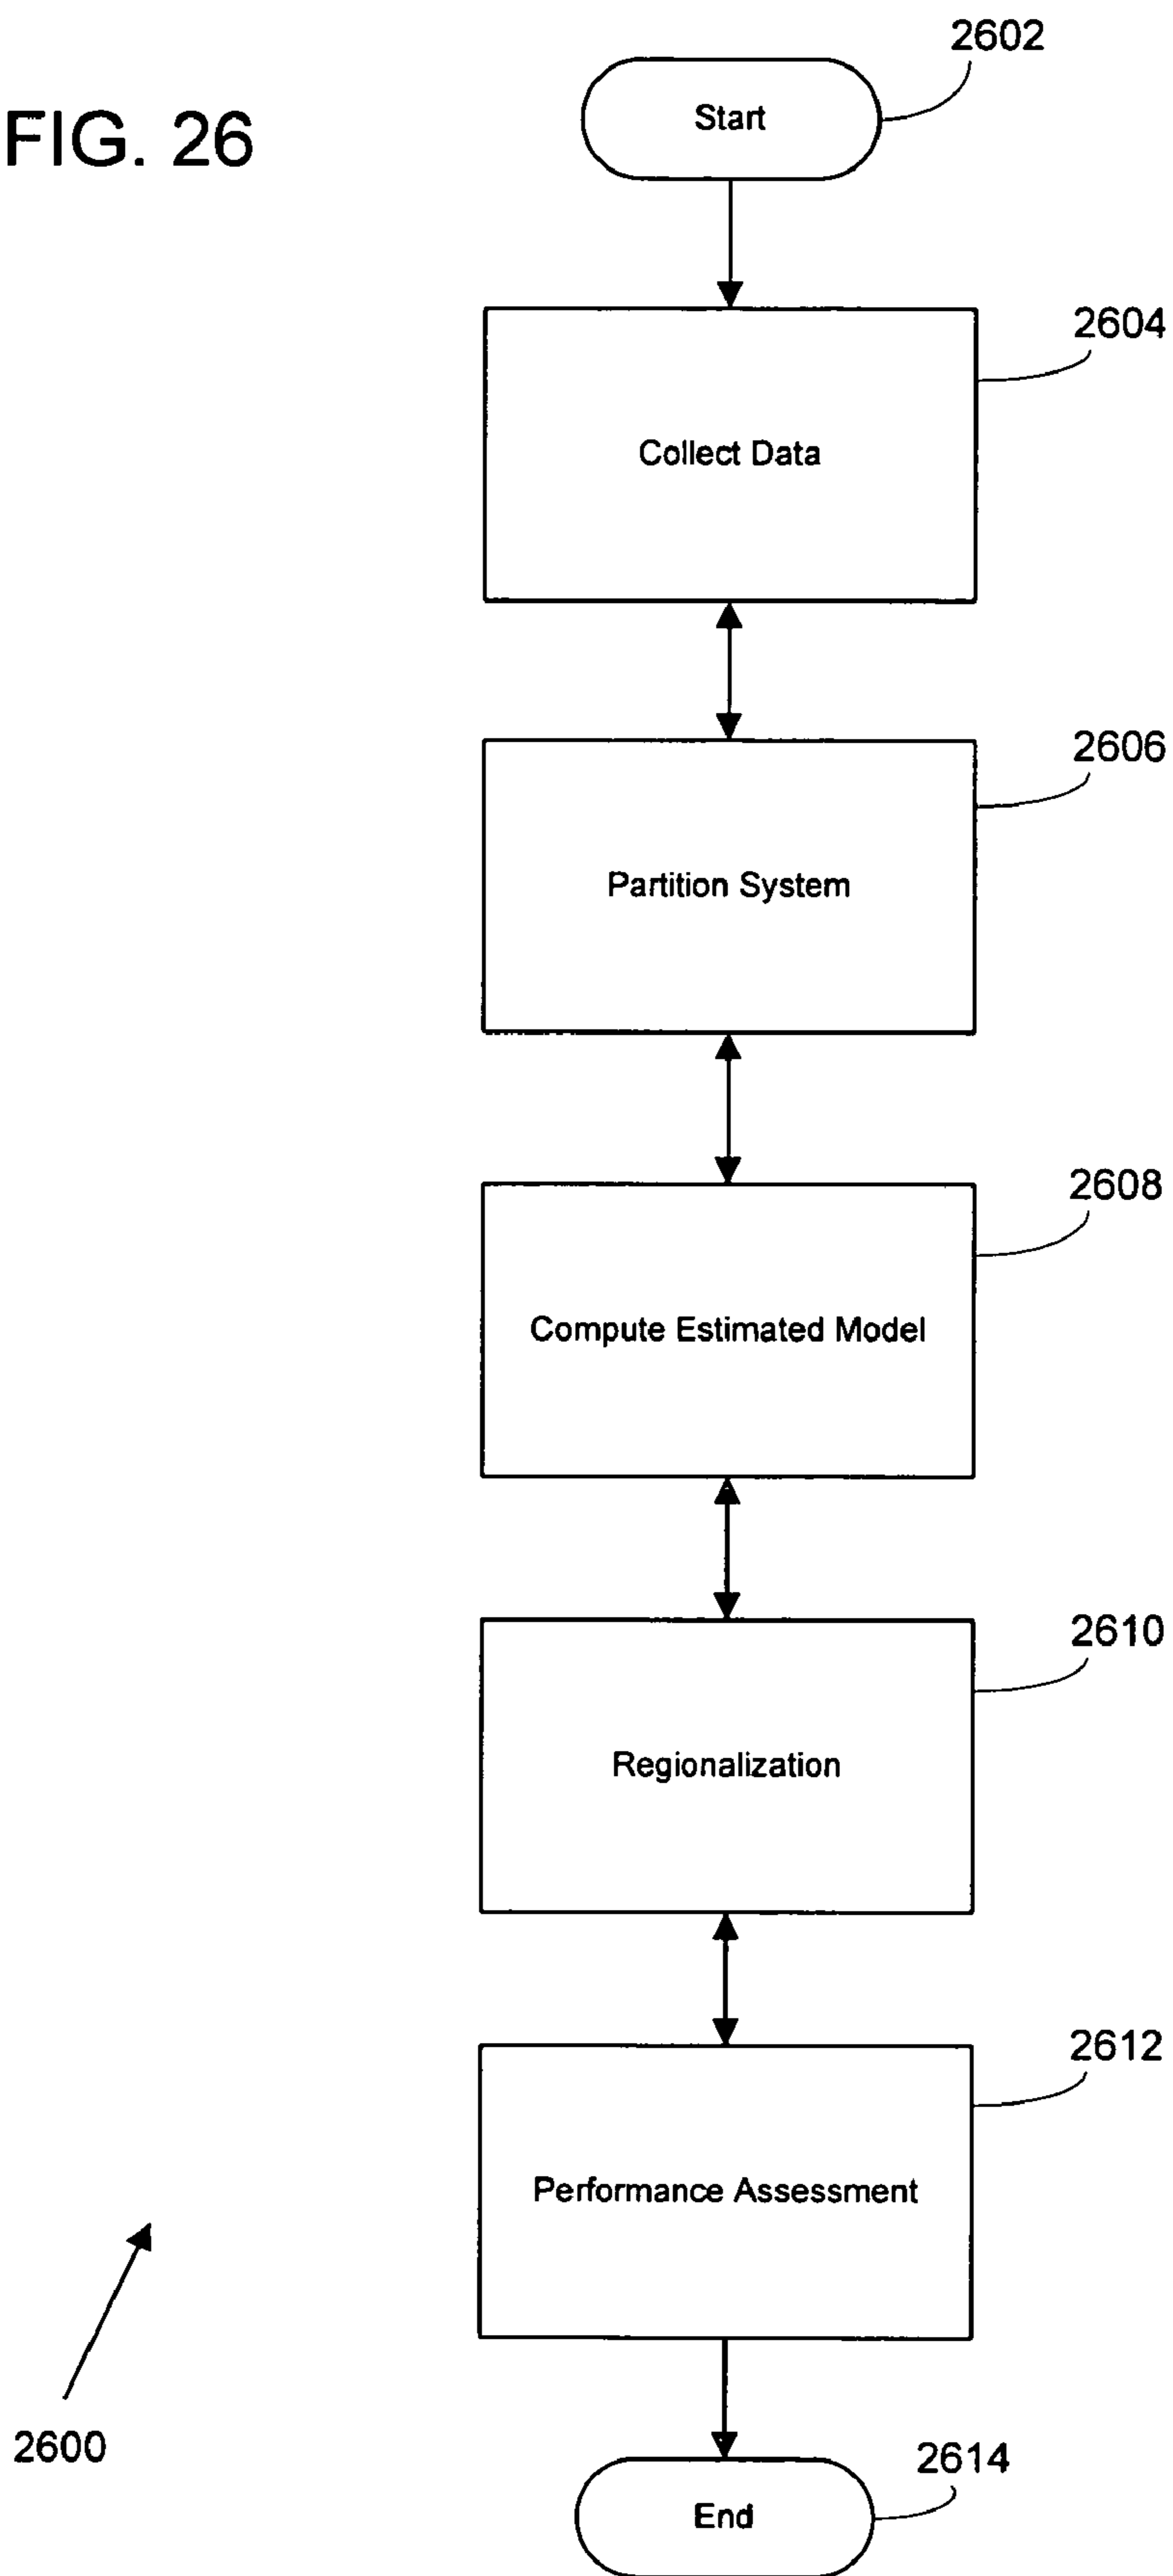 2602
Start
FIG. 26
2604
Collect Data
2606
Partition System
2608
Compute Estimated Model
2610
Regionalization
2612
Performance Assessment
2600
2614
End